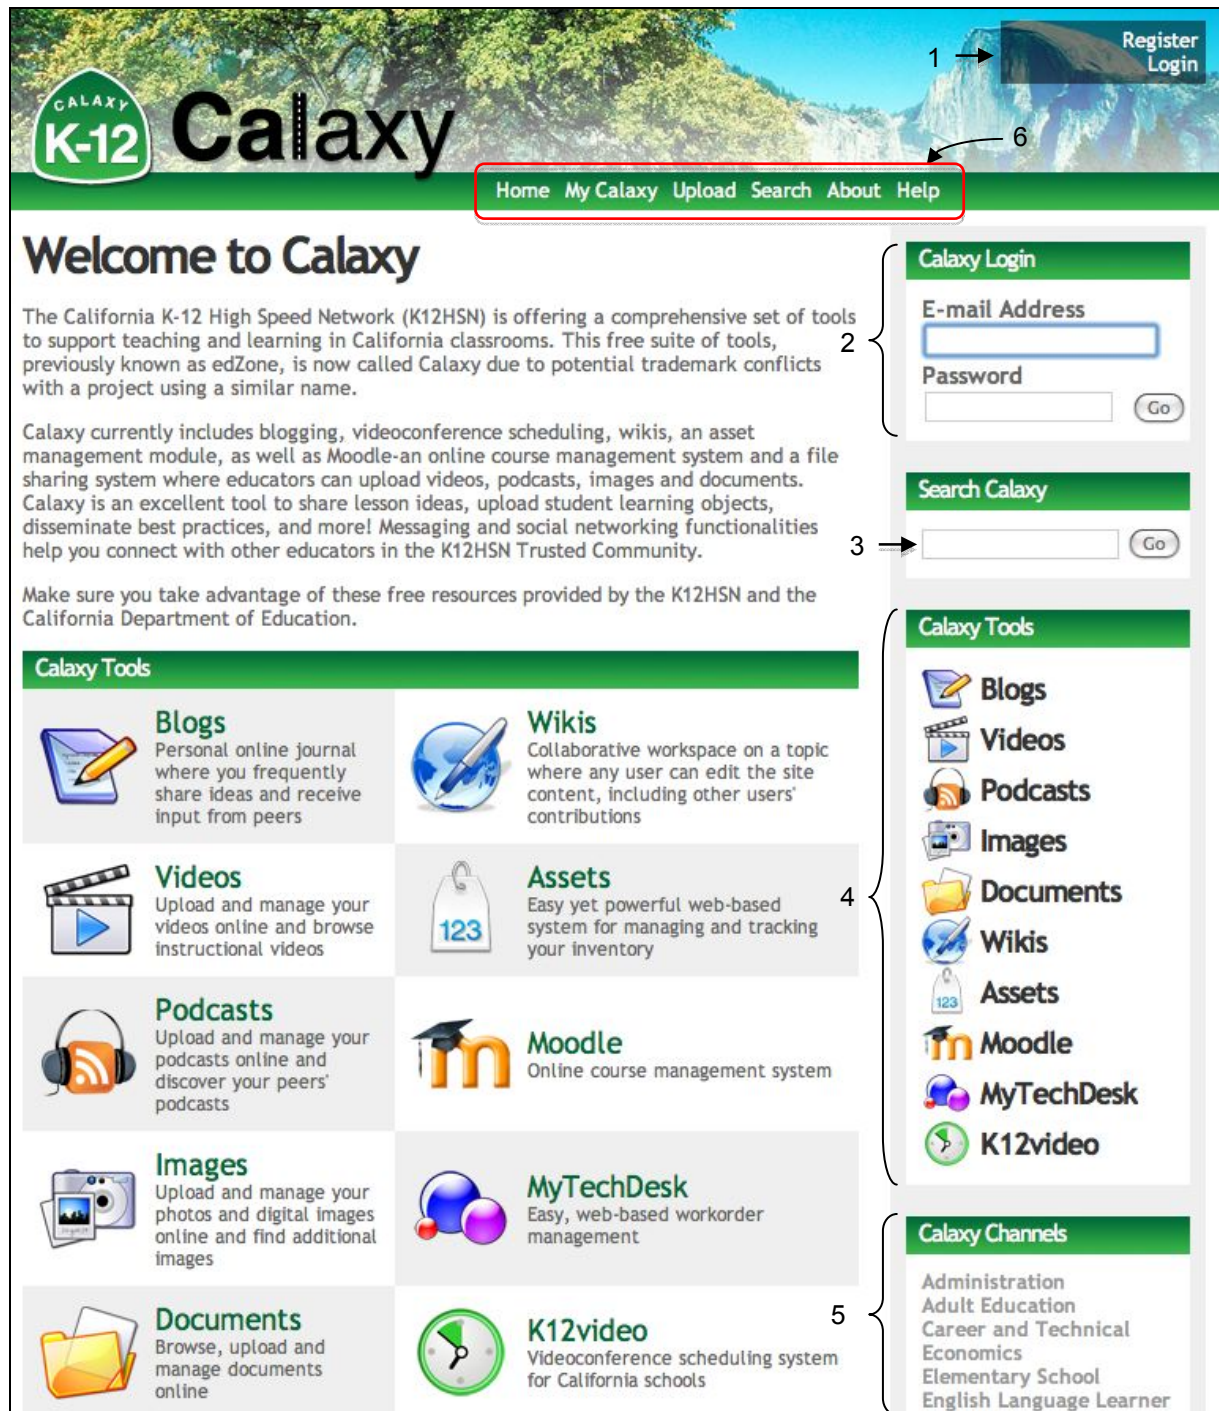 1
Register
Login
CALAXY
K-12
Calaxy
6
Home My Calaxy Upload Search About Help
Welcome to Calaxy
The California K-12 High Speed Network (K12HSN) is offering a comprehensive set of tools
to support teaching and learning in California classrooms. This free suite of tools,
previously known as edZone, is now called Calaxy due to potential trademark conflicts
with a project using a similar name.
Calaxy currently includes blogging, videoconference scheduling, wikis, an asset
management module, as well as Moodle-an online course management system and a file
sharing system where educators can upload videos, podcasts, images and documents.
Calaxy is an excellent tool to share lesson ideas, upload student learning objects,
disseminate best practices, and more! Messaging and social networking functionalities
help you connect with other educators in the K12HSN Trusted Community.
Make sure you take advantage of these free resources provided by the K12HSN and the
California Department of Education.
Calaxy Tools
Blogs
Personal online journal
where you frequently
share ideas and receive
input from peers
Wikis
Collaborative workspace on a topic
where any user can edit the site
content, including other users'
contributions
Videos
Upload and manage your
videos online and browse
instructional videos
123
Assets
Easy yet powerful web-based
system for managing and tracking
your inventory
Podcasts
Upload and manage your
podcasts online and
discover your peers'
podcasts
m
Moodle
Online course management system
Images
Upload and manage your
photos and digital images
online and find additional
images
MyTechDesk
Easy, web-based workorder
management
Documents
Browse, upload and
manage documents
online
K12video
Videoconference scheduling system
for California schools
2
Calaxy Login
E-mail Address
Password
Go
Search Calaxy
3
Go
4
Calaxy Tools
Blogs
Videos
Podcasts
Images
Documents
Wikis
123
Assets
m
Moodle
MyTechDesk
K12video
5
Calaxy Channels
Administration
Adult Education
Career and Technical
Economics
Elementary School
English Language Learner